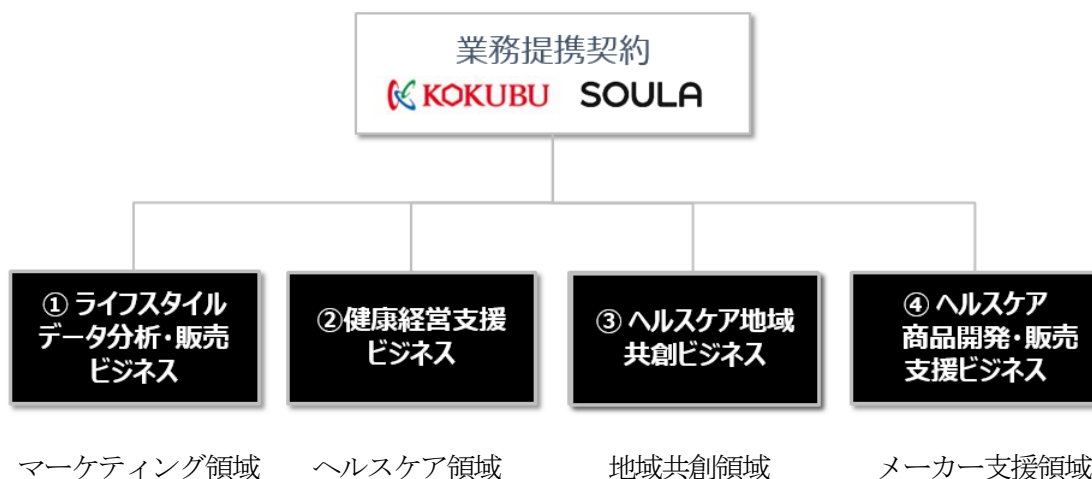 業務提携契約
KOKUBU SOULA
① ライフスタイル
データ分析・販売
ビジネス
②健康経営支援
ビジネス
③ ヘルスケア地域
共創ビジネス
④ ヘルスケア
商品開発・販売
支援ビジネス
マーケティング領域
ヘルスケア領域
地域共創領域
メーカー支援領域